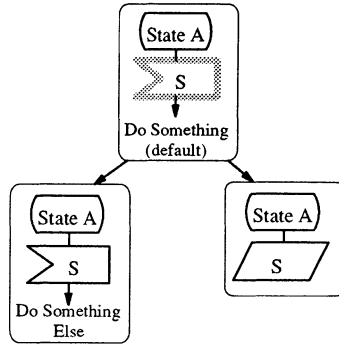 State A
S
Do Something
(default)
State A
S
Do Something
Else
State A
S